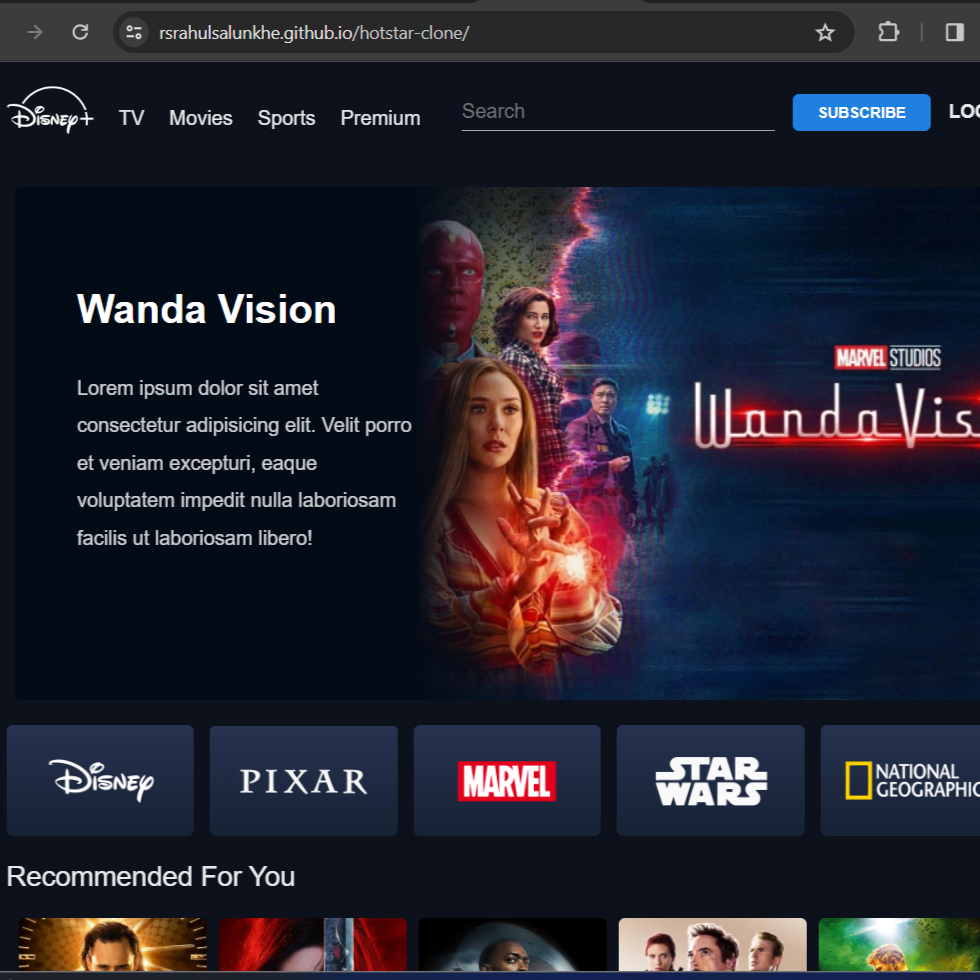 rsrahulsalunkhe.github.io/hotstar-clone/
Disney+ TV Movies Sports Premium Search SUBSCRIBE LOG
Wanda Vision
Lorem ipsum dolor sit amet
consectetur adipisicing elit. Velit porro
et veniam excepturi, eaque
voluptatem impedit nulla laboriosam
facilis ut laboriosam libero!
MARVEL STUDIOS
WandaVis
Disney
PIXAR
MARVEL
STAR
WARS
NATIONAL
GEOGRAPHIC
Recommended For You